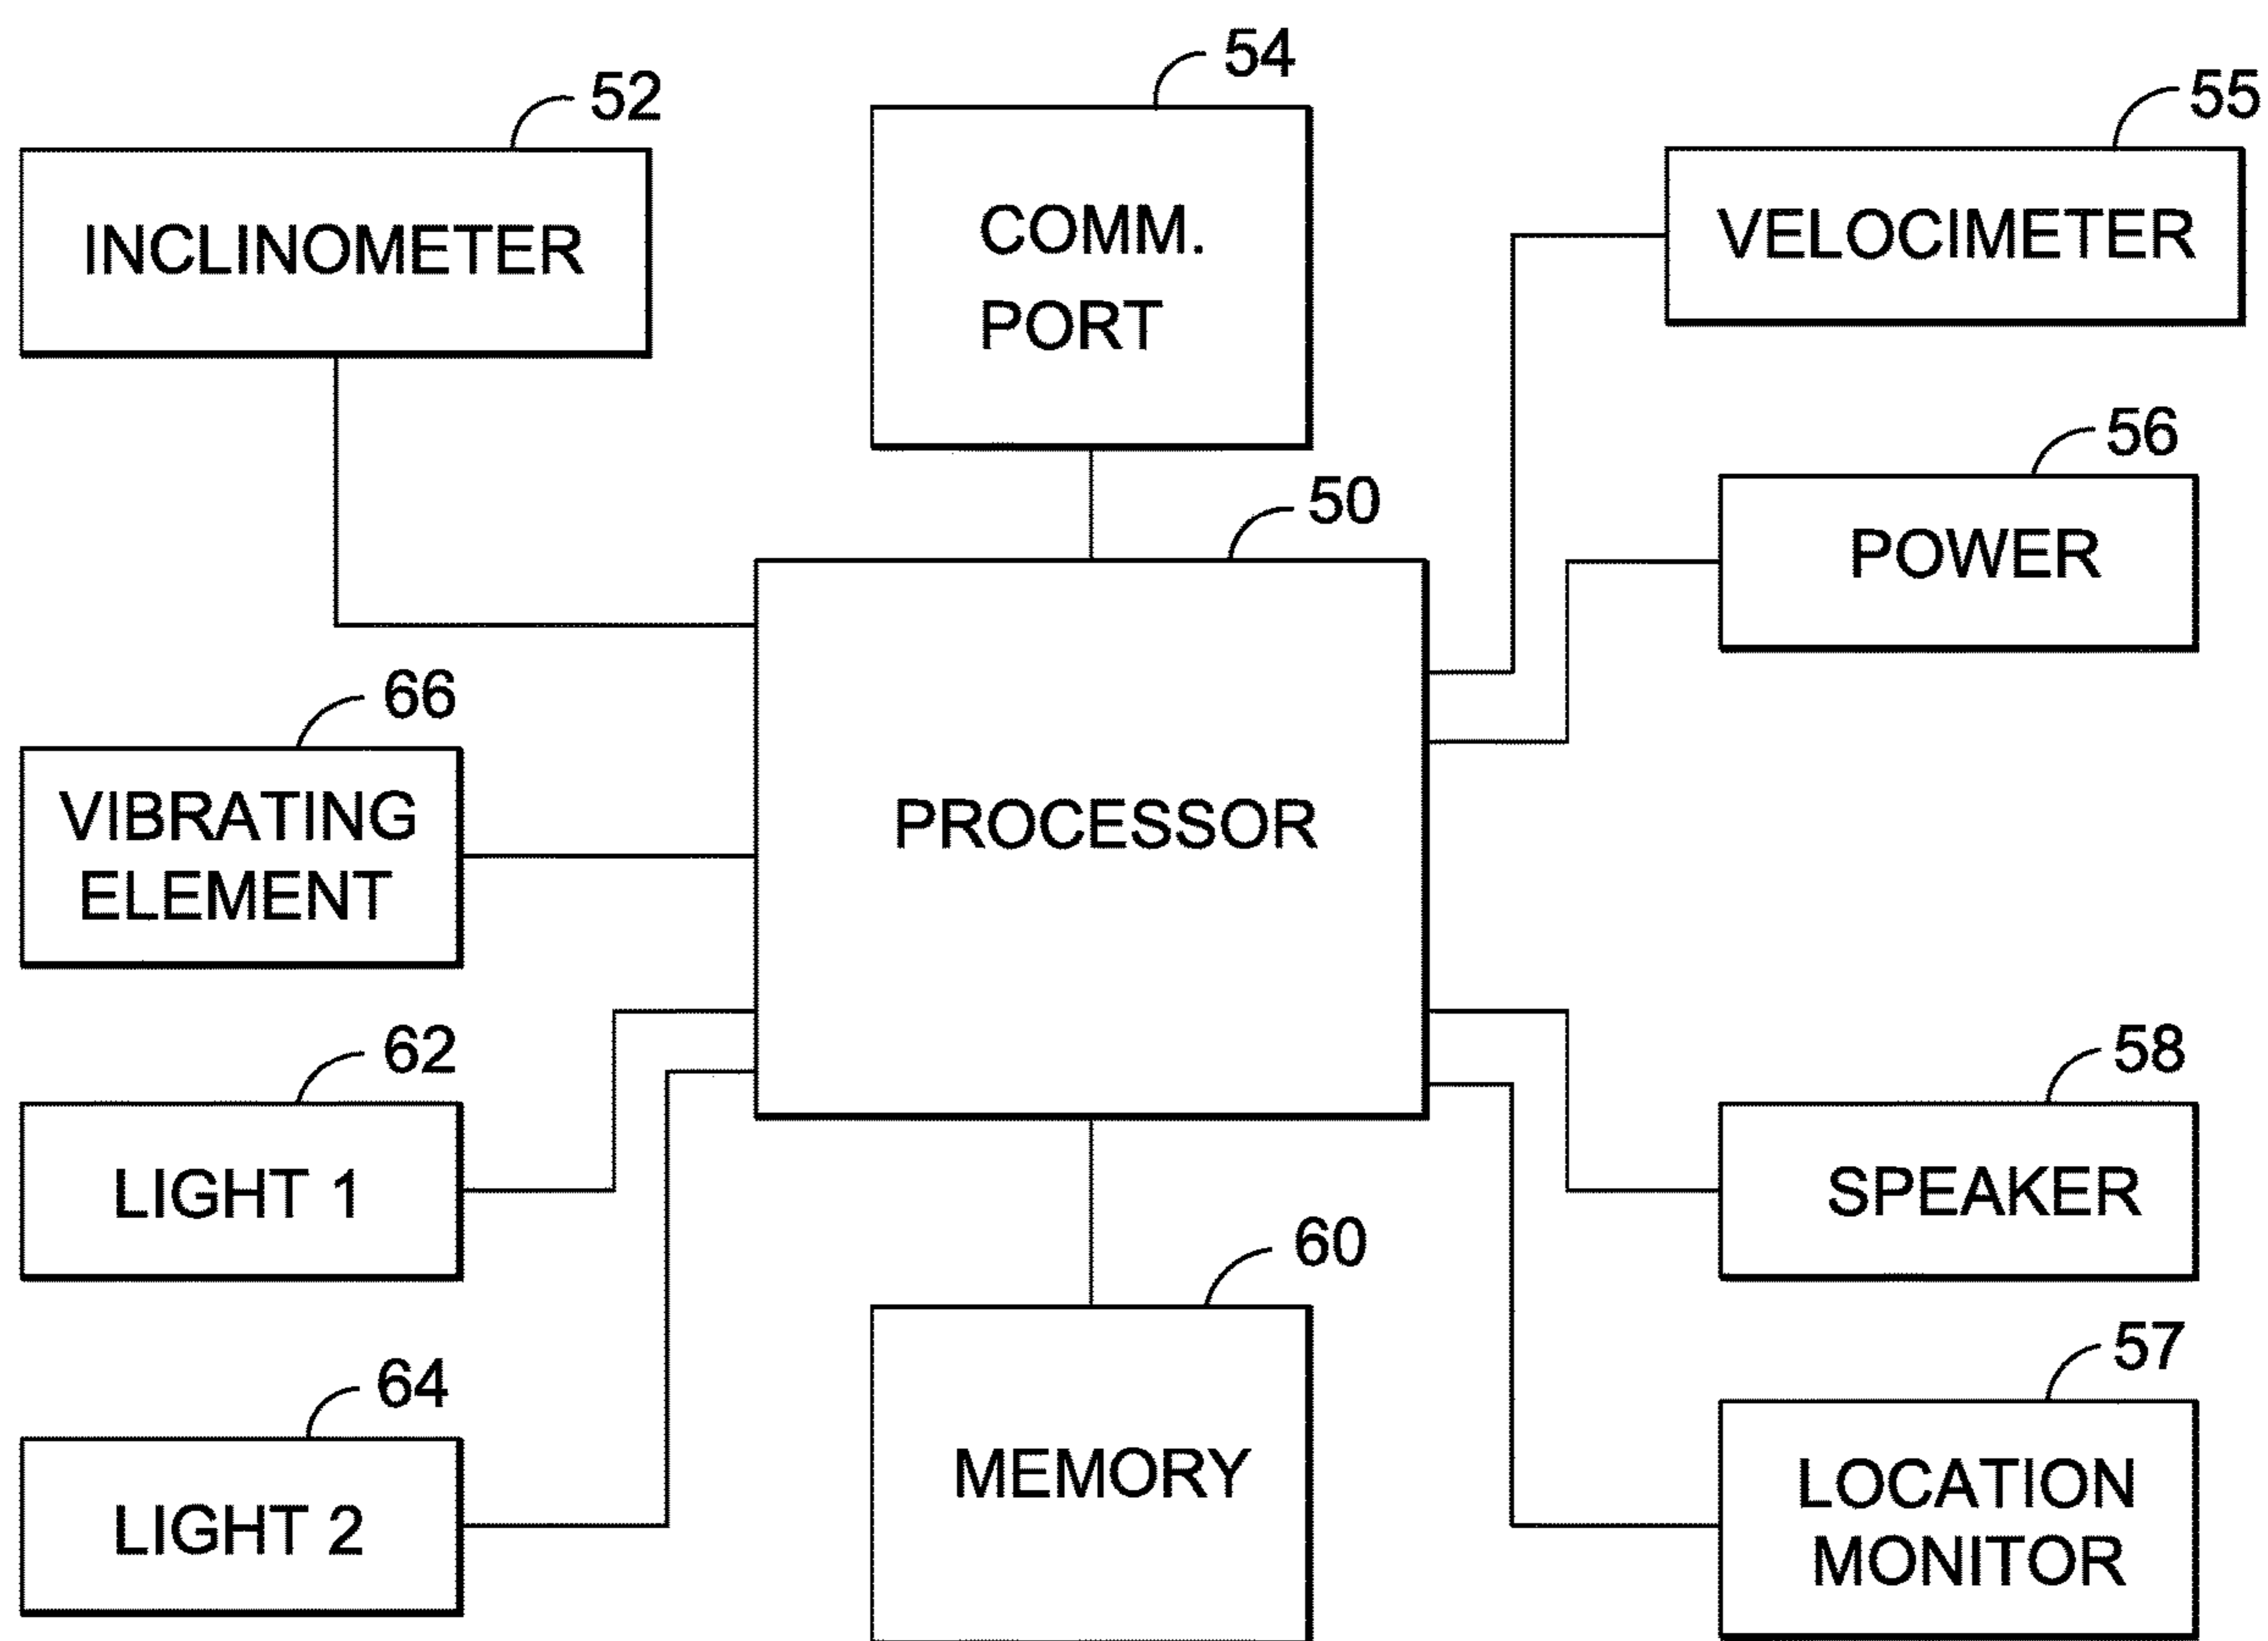 54
52
55
INCLINOMETER
COMM.
PORT
VELOCIMETER
56
50
POWER
66
VIBRATING
ELEMENT
PROCESSOR
62
58
LIGHT 1
SPEAKER
60
57
64
MEMORY
LOCATION
MONITOR
LIGHT 2